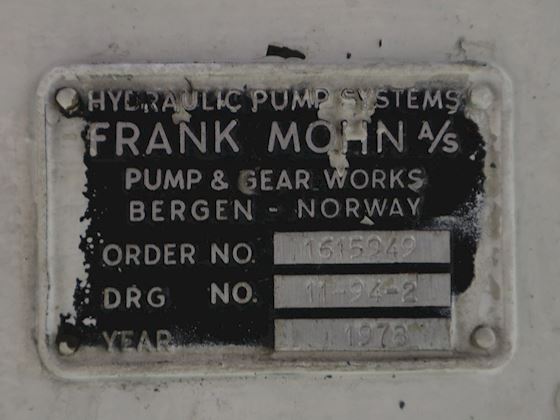 HYDRAULIC PUMP SYSTEMS
FRANK MOHN A/S
PUMP & GEAR WORKS
BERGEN - NORWAY
ORDER NO. 1615949
DRG NO. 11-94-2
YEAR 1978